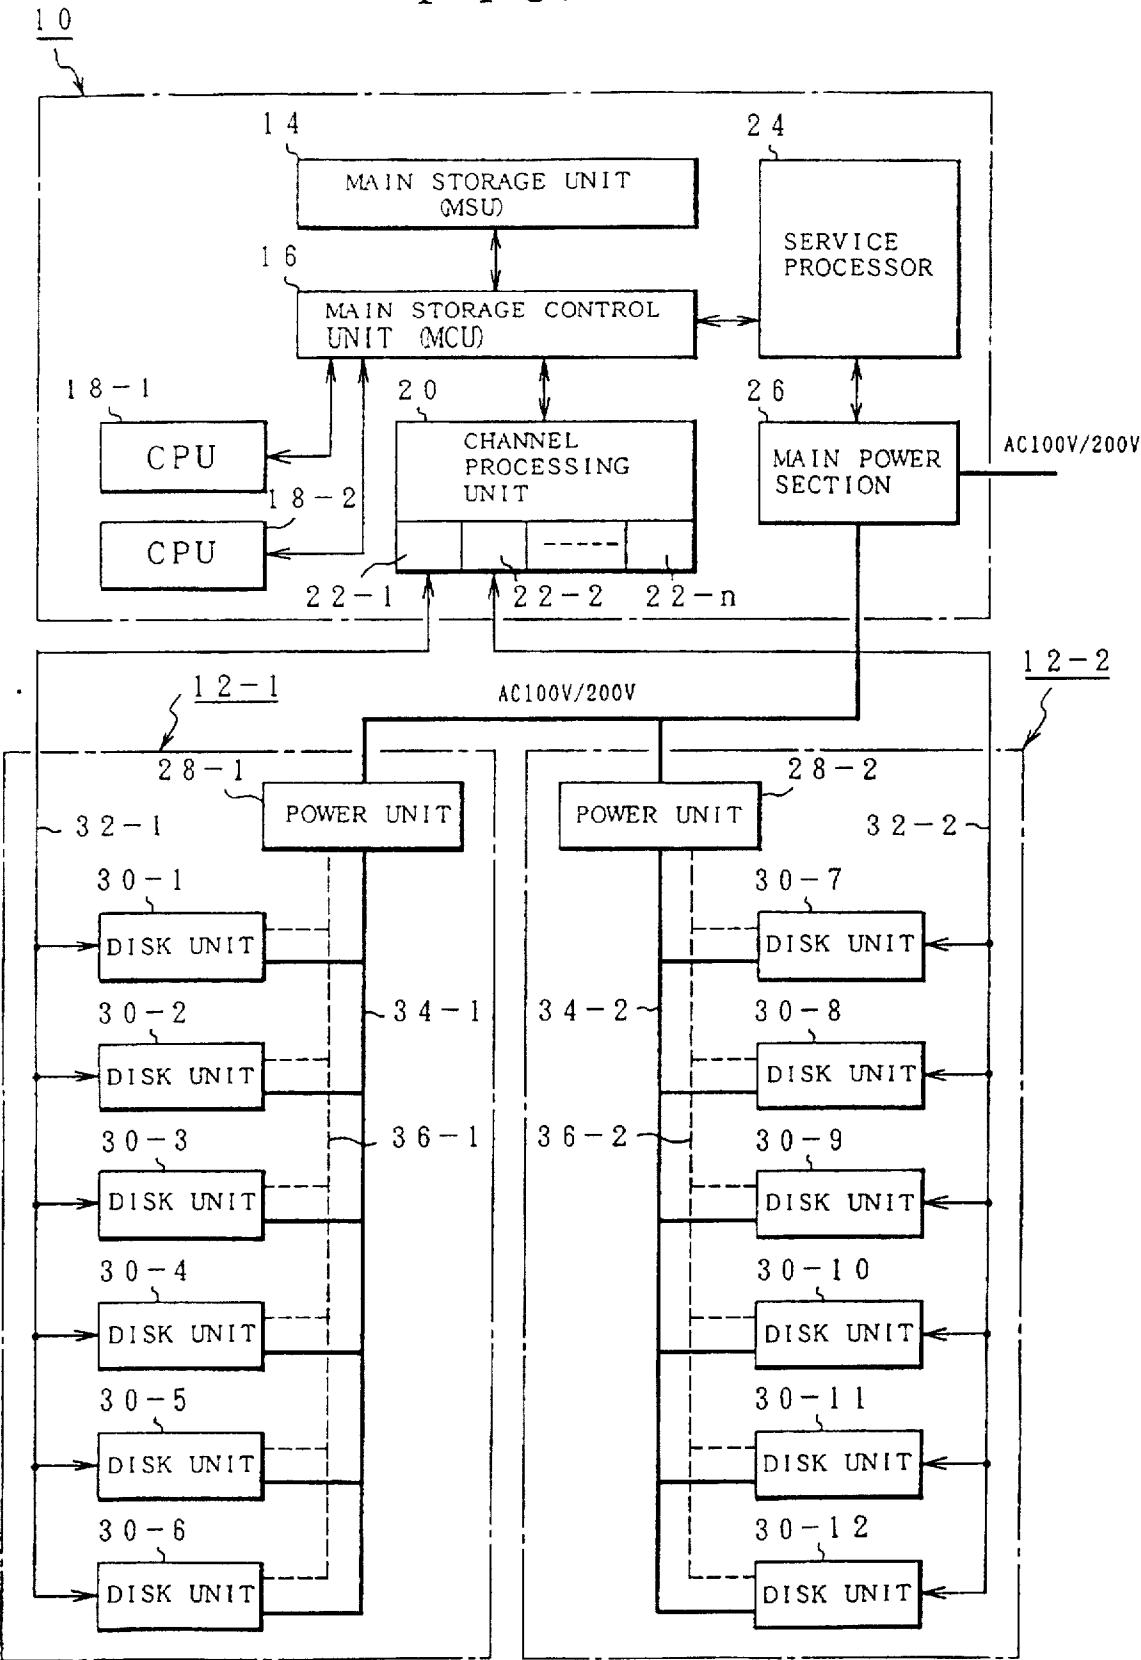 10
14
MAIN STORAGE UNIT
(MSU)
24
SERVICE
PROCESSOR
16
MAIN STORAGE CONTROL
UNIT (MCU)
18-1
CPU
18-2
CPU
20
CHANNEL
PROCESSING
UNIT
22-1
22-2
22-n
26
MAIN POWER
SECTION
AC100V/200V
12-1
AC100V/200V
12-2
28-1
POWER UNIT
28-2
POWER UNIT
32-1
32-2
30-1
DISK UNIT
30-7
DISK UNIT
34-1
34-2
30-2
DISK UNIT
30-8
DISK UNIT
36-1
36-2
30-3
DISK UNIT
30-9
DISK UNIT
30-4
DISK UNIT
30-10
DISK UNIT
30-5
DISK UNIT
30-11
DISK UNIT
30-6
DISK UNIT
30-12
DISK UNIT